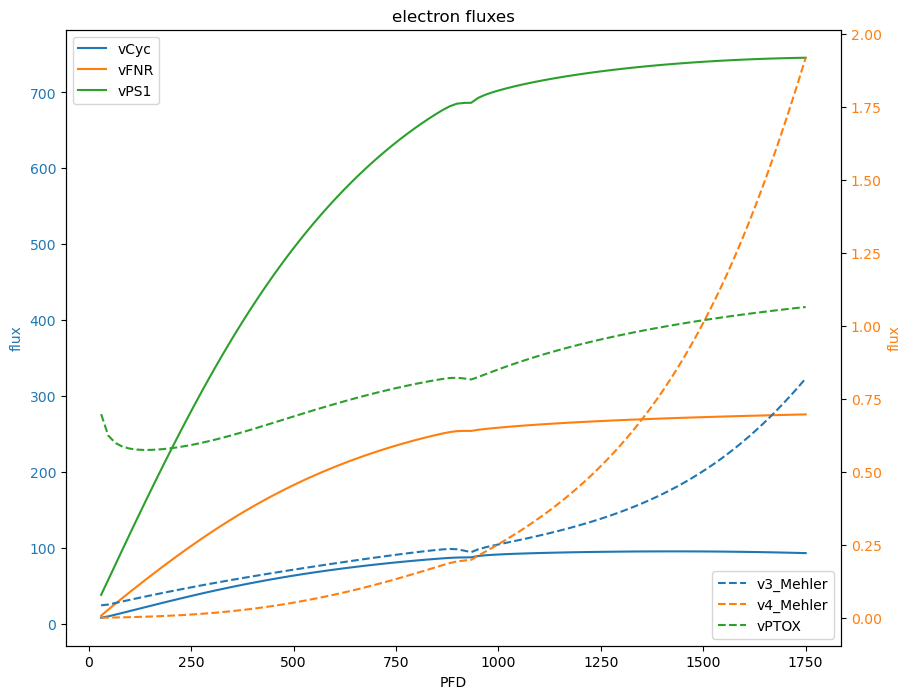 electron fluxes
vCyc
vFNR
vPS1
700
600
500
400
300
200
100
0
flux
2.00
1.75
1.50
1.25
1.00
0.75
0.50
0.25
0.00
flux
v3_Mehler
v4_Mehler
vPTOX
0 250 500 750 1000 1250 1500 1750
PFD